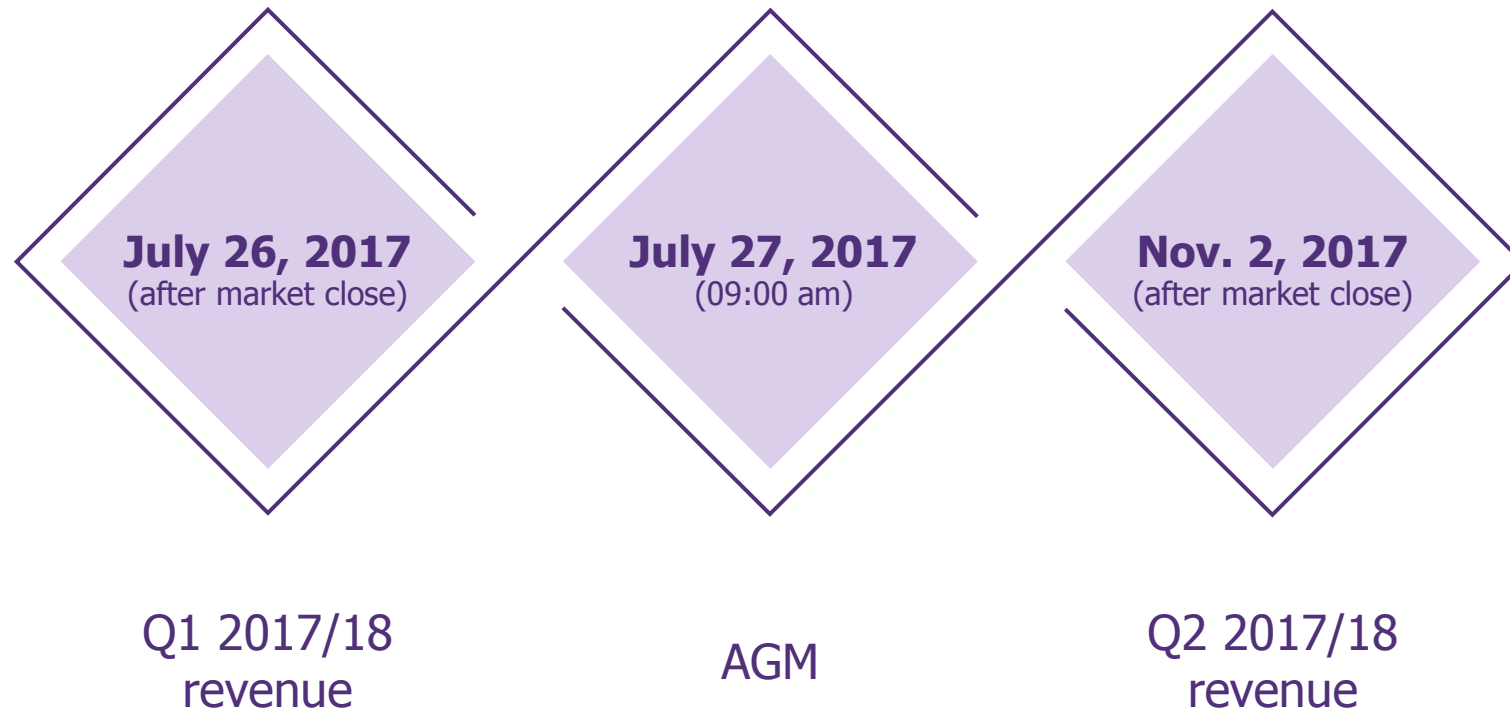 July 26, 2017
(after market close)
July 27, 2017
(09:00 am)
Nov. 2, 2017
(after market close)
Q1 2017/18
revenue
AGM
Q2 2017/18
revenue